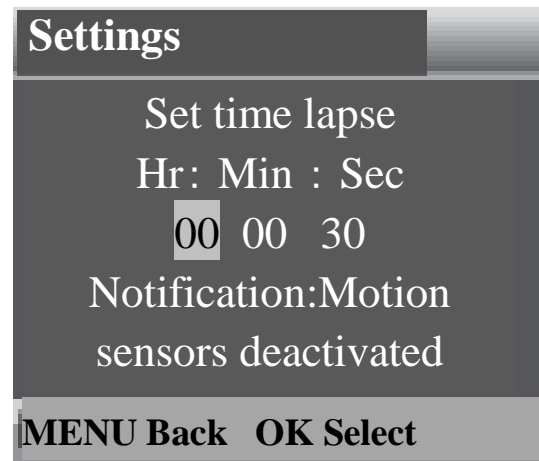 Settings
Set time lapse
Hr: Min : Sec
00 00 30
Notification:Motion
sensors deactivated
MENU Back OK Select